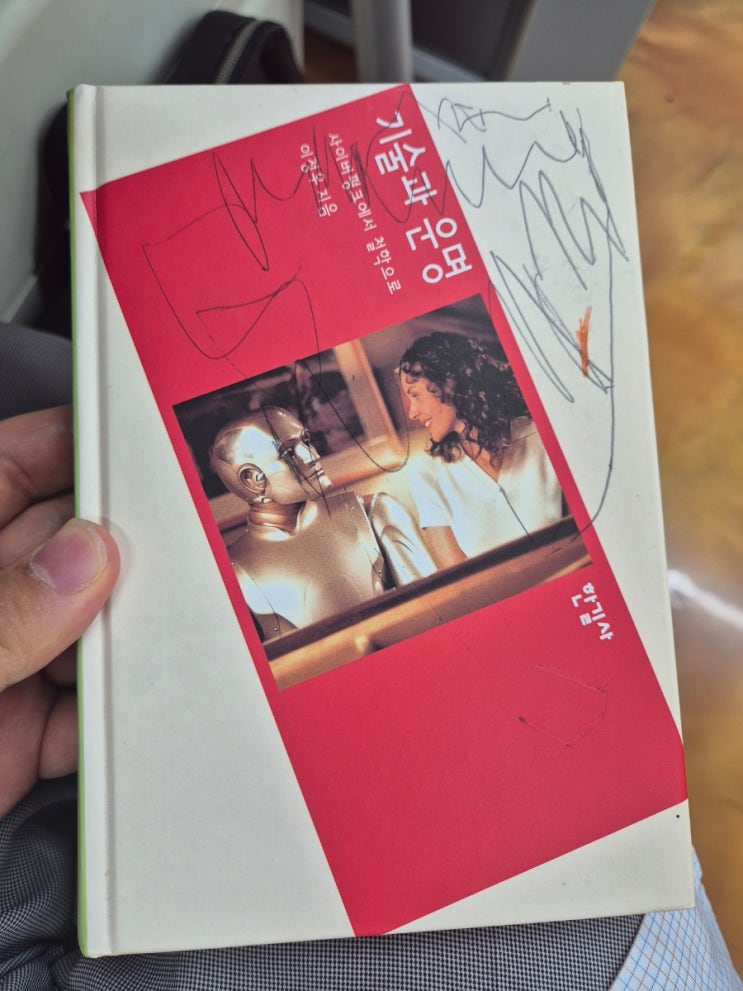 기술과 운명
사이버펑크에서 철학으로
이정우 지음
한길사